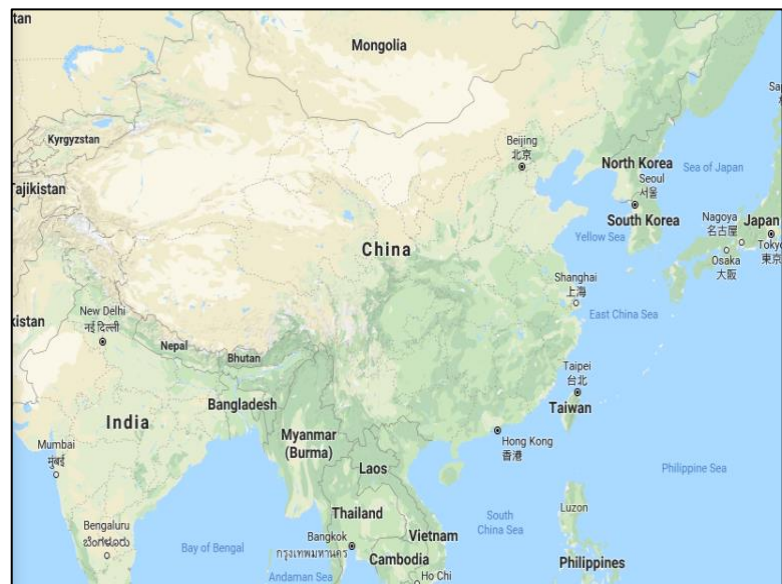 tan
Mongolia
Kyrgyzstan
Beijing
北京
North Korea
Sea of Japan
Sap
Tajikistan
Seoul
서울
South Korea
Nagoya
名古屋
Japan
Yellow Sea
Tokyo
東京
Osaka
大阪
China
Shanghai
上海
New Delhi
नई दिल्ली
kistan
East China Sea
Nepal
Bhutan
Taipei
台北
Taiwan
India
Bangladesh
Mumbai
मुंबई
Myanmar
(Burma)
Hong Kong
香港
Laos
Philippine Sea
Thailand
Luzon
South
China Sea
Bengaluru
ಬೆಂಗಳೂರು
Bangkok
กรุงเทพมหานคร
Vietnam
Bay of Bengal
Cambodia
Philippines
Andaman Sea
Ho Chi